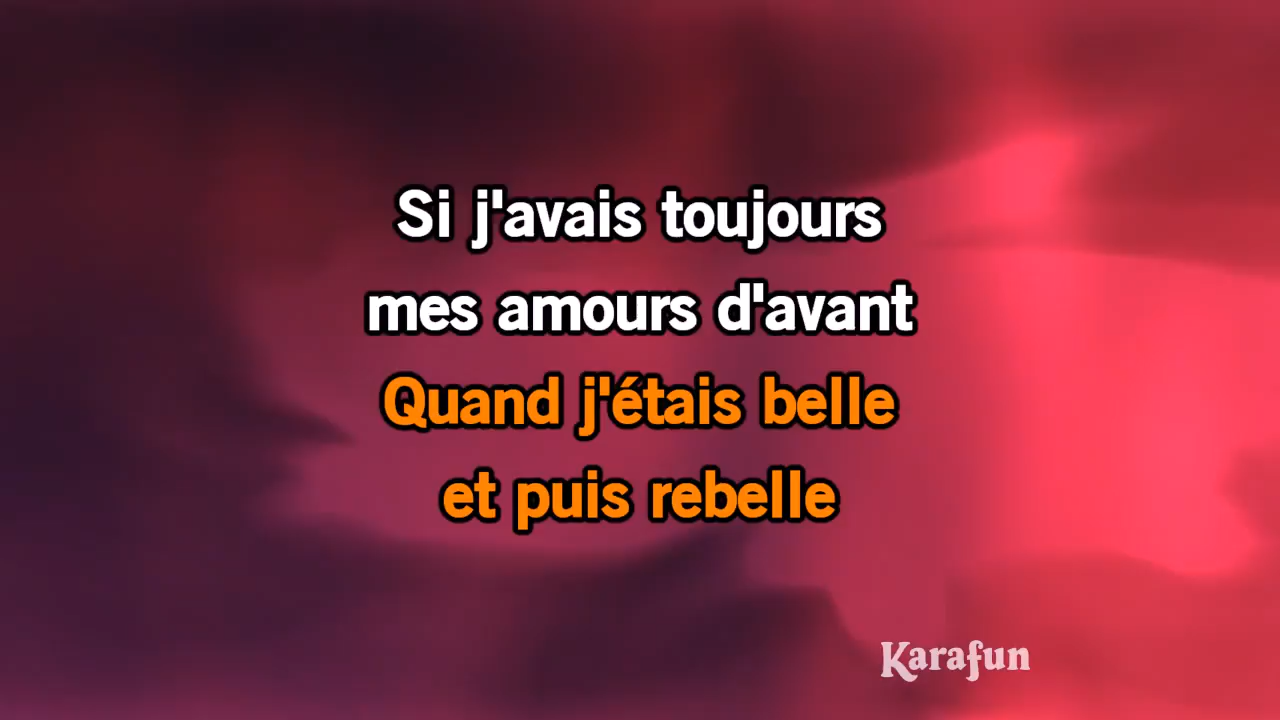 Si j'avais toujours
mes amours d'avant
Quand j'étais belle
et puis rebelle
Karafun